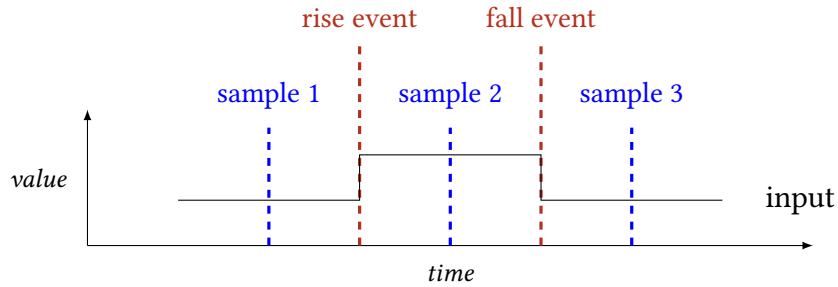 rise event
fall event
sample 1
sample 2
sample 3
value
input
time